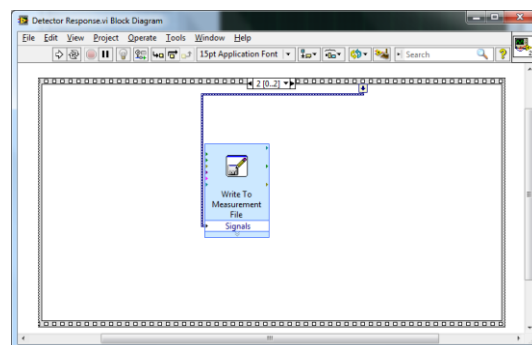 Detector Response.vi Block Diagram
File Edit View Project Operate Tools Window Help
15pt Application Font Search
2 [0..2]
Write To
Measurement
File
Signals